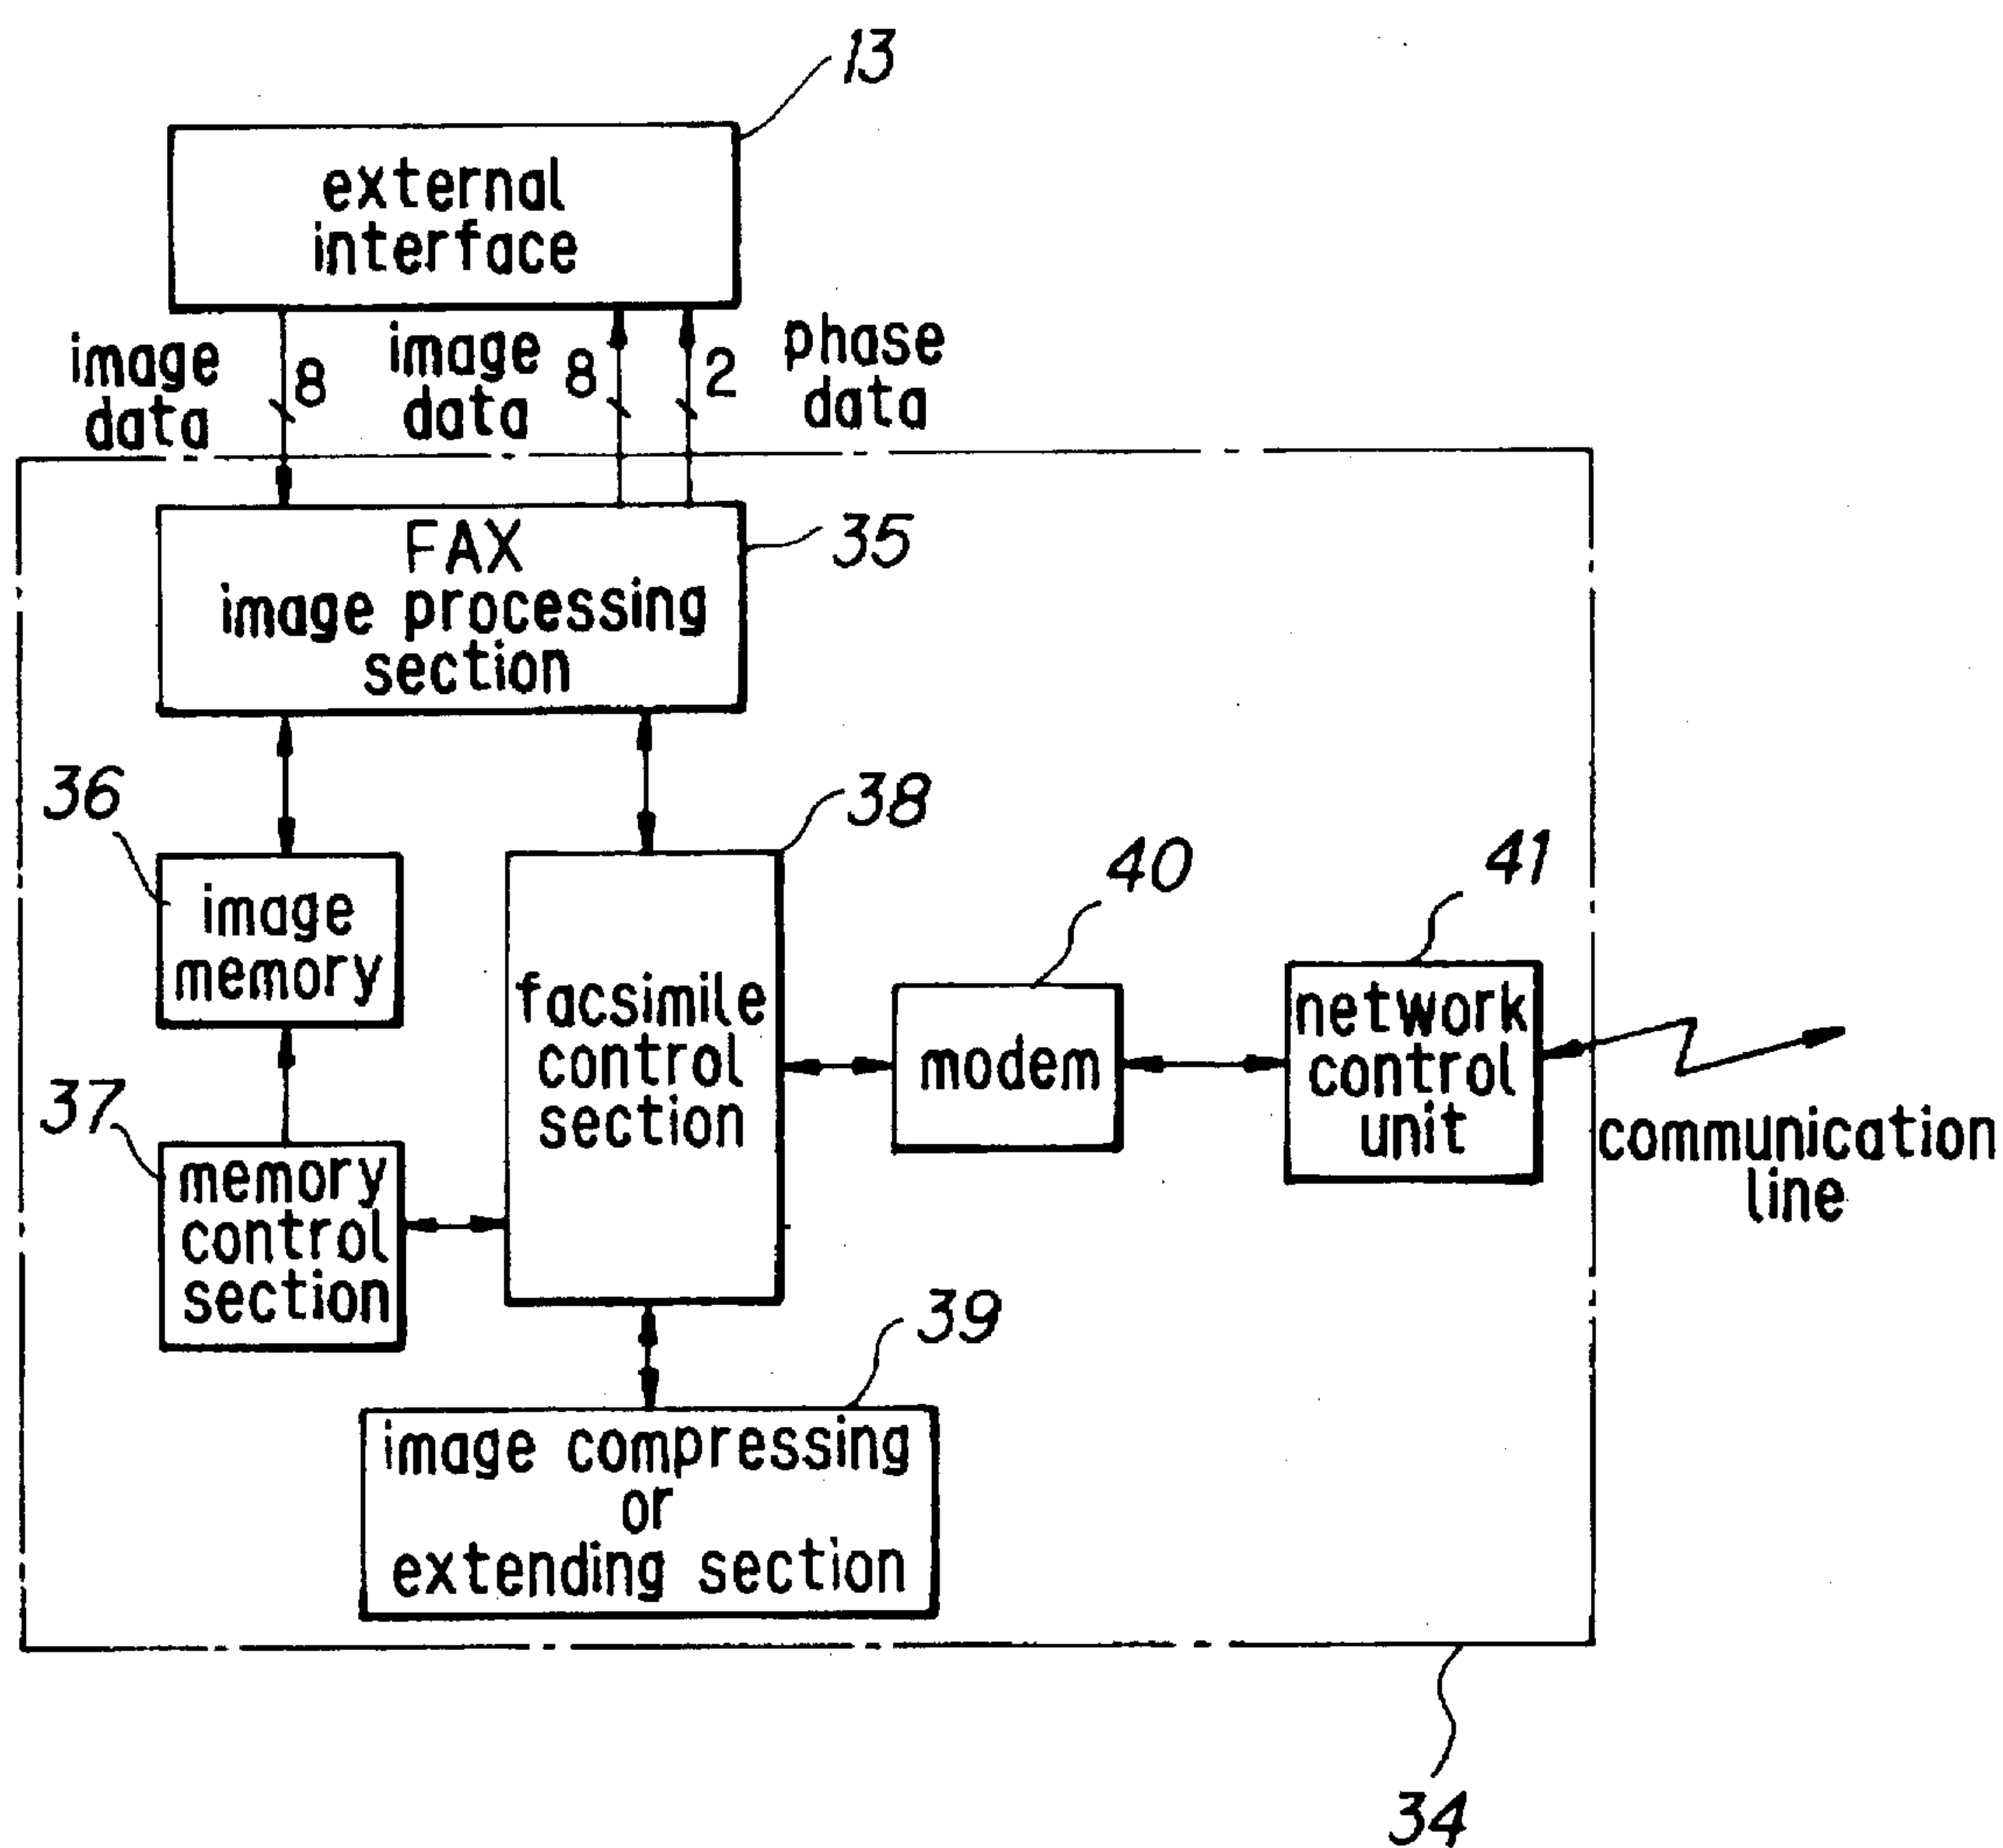 13
external
interface
image
data
8
image
data
8
2
phase
data
FAX
image processing
section
35
36
image
memory
38
facsimile
control
section
40
modem
41
network
control
unit
communication
line
37
memory
control
section
39
image compressing
or
extending section
34